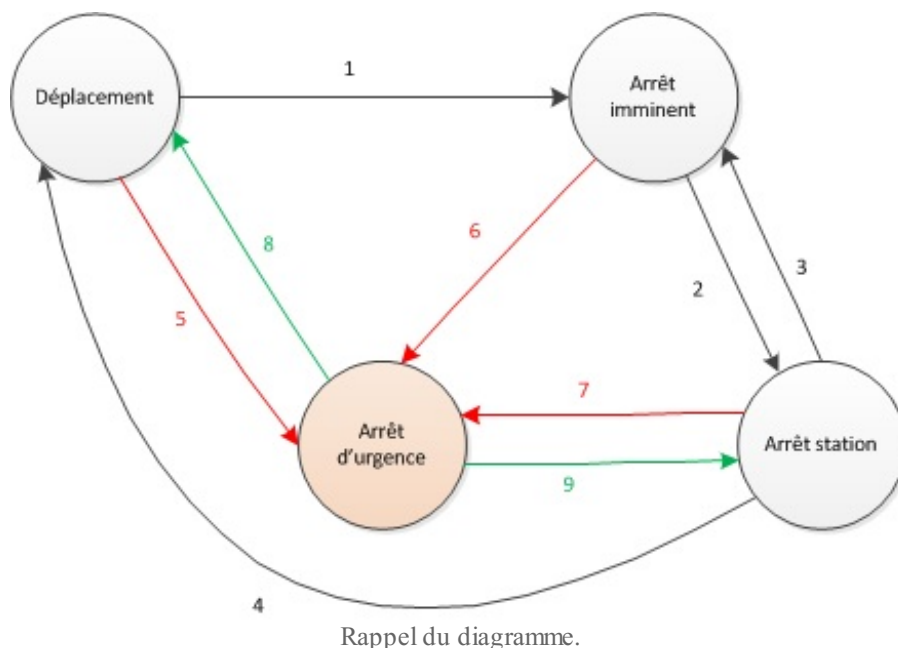 1
Déplacement
Arrêt
imminent
8
6
5
2
3
7
Arrêt
d'urgence
Arrêt station
9
4
Rappel du diagramme.